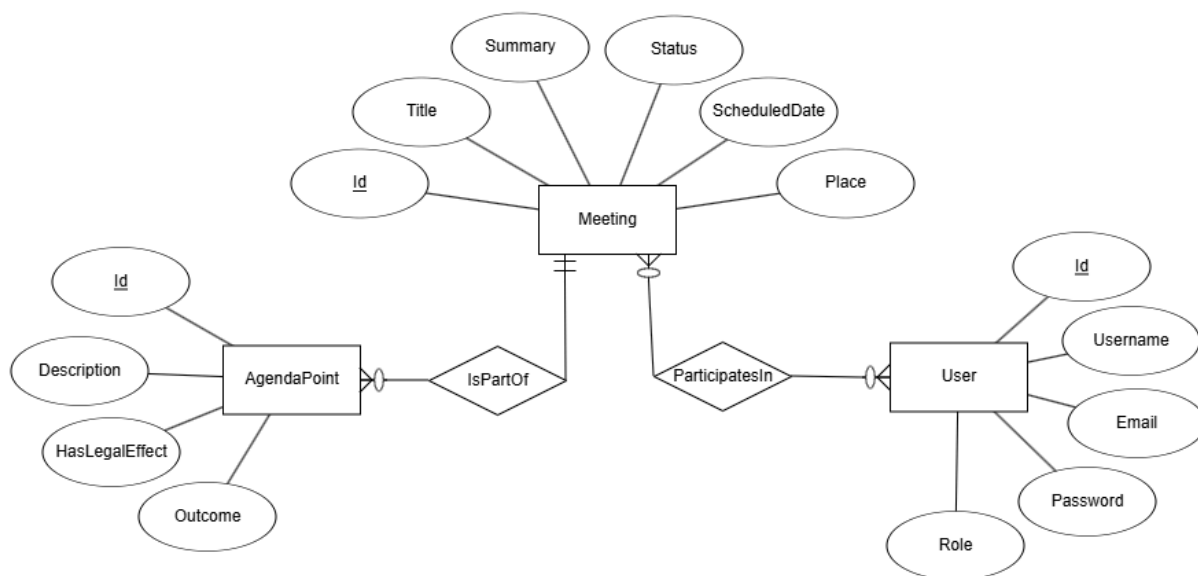 Summary
Status
Title
ScheduledDate
Id
Place
Meeting
Id
Id
Description
Username
AgendaPoint
IsPartOf
ParticipatesIn
User
HasLegalEffect
Email
Outcome
Password
Role